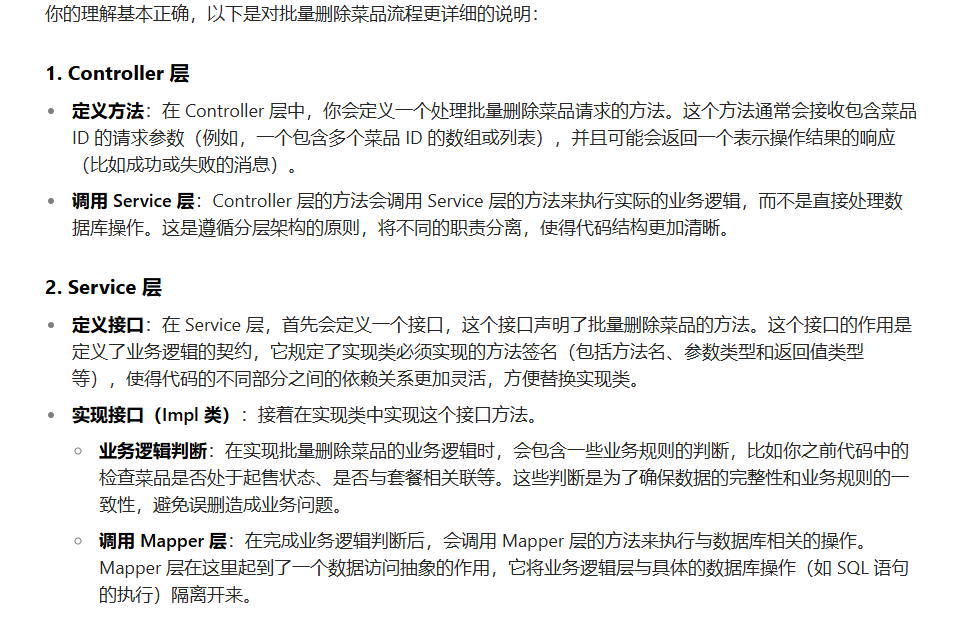 你的理解基本正确，以下是对批量删除菜品流程更详细的说明：
1. Controller 层
• 定义方法：在 Controller 层中，你会定义一个处理批量删除菜品请求的方法。这个方法通常会接收包含菜品
ID 的请求参数（例如，一个包含多个菜品 ID 的数组或列表），并且可能会返回一个表示操作结果的响应
（比如成功或失败的消息）。
• 调用 Service 层：Controller 层的方法会调用 Service 层的方法来执行实际的业务逻辑，而不是直接处理数
据库操作。这是遵循分层架构的原则，将不同的职责分离，使得代码结构更加清晰。
2. Service 层
• 定义接口：在 Service 层，首先会定义一个接口，这个接口声明了批量删除菜品的方法。这个接口的作用是
定义了业务逻辑的契约，它规定了实现类必须实现的方法签名（包括方法名、参数类型和返回值类型
等），使得代码的不同部分之间的依赖关系更加灵活，方便替换实现类。
• 实现接口（Impl 类）：接着在实现类中实现这个接口方法。
○ 业务逻辑判断：在实现批量删除菜品的业务逻辑时，会包含一些业务规则的判断，比如你之前代码中的
检查菜品是否处于起售状态、是否与套餐相关联等。这些判断是为了确保数据的完整性和业务规则的一
致性，避免误删造成业务问题。
○ 调用 Mapper 层：在完成业务逻辑判断后，会调用 Mapper 层的方法来执行与数据库相关的操作。
Mapper 层在这里起到了一个数据访问抽象的作用，它将业务逻辑层与具体的数据库操作（如 SQL 语句
的执行）隔离开来。